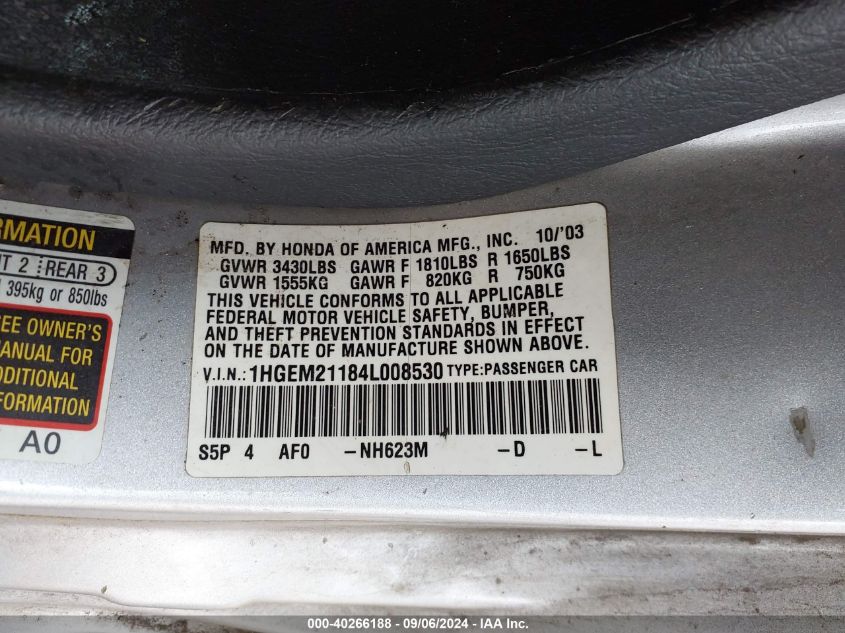 RMATION
T 2 REAR 3
395kg or 850lbs
EE OWNER'S
ANUAL FOR
DDITIONAL
FORMATION
A0
MFD. BY HONDA OF AMERICA MFG., INC. 10/'03
GVWR 3430LBS GAWR F 1810LBS R 1650LBS
GVWR 1555KG GAWR F 820KG R 750KG
THIS VEHICLE CONFORMS TO ALL APPLICABLE
FEDERAL MOTOR VEHICLE SAFETY, BUMPER,
AND THEFT PREVENTION STANDARDS IN EFFECT
ON THE DATE OF MANUFACTURE SHOWN ABOVE.
V.I.N.: 1HGEM21184L008530 TYPE:PASSENGER CAR
S5P 4 AF0 -NH623M -D -L
000-40266188 - 09/06/2024 - IAA Inc.